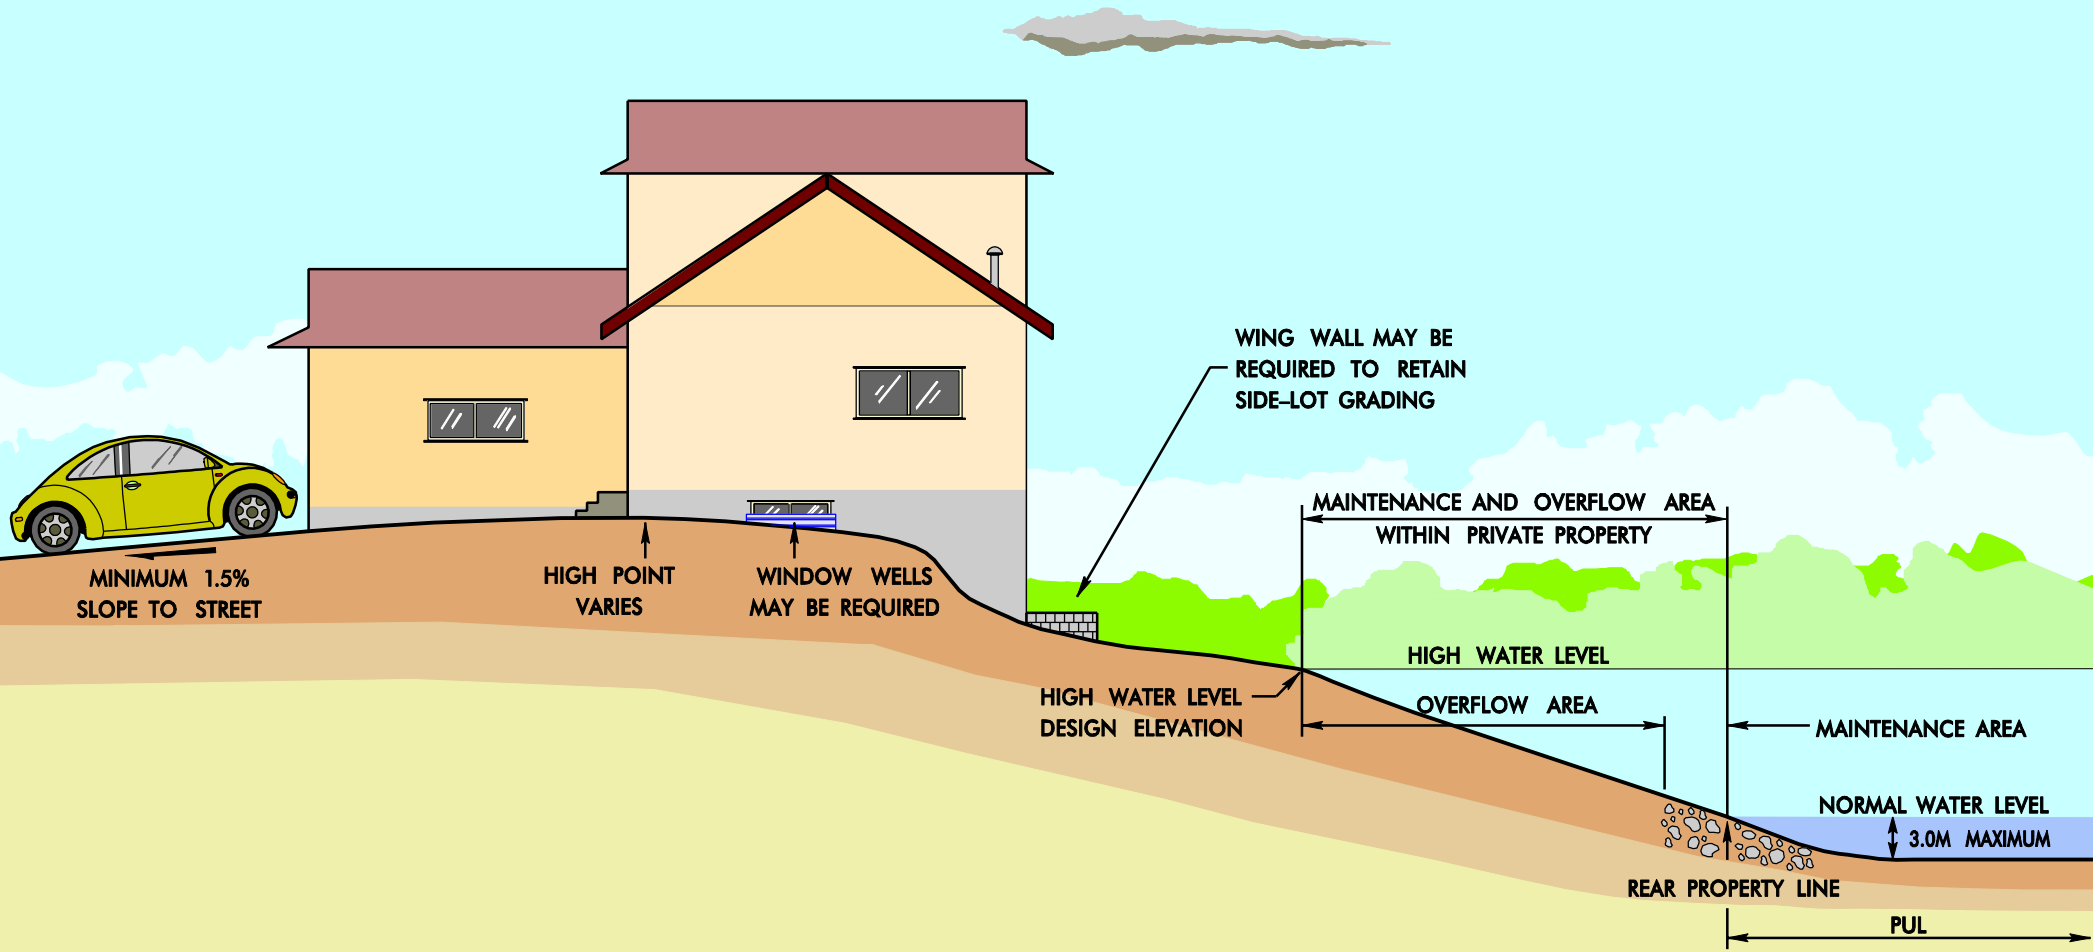 WING WALL MAY BE
REQUIRED TO RETAIN
SIDE–LOT GRADING
MAINTENANCE AND OVERFLOW AREA
WITHIN PRIVATE PROPERTY
MINIMUM 1.5%
SLOPE TO STREET
HIGH POINT
VARIES
WINDOW WELLS
MAY BE REQUIRED
HIGH WATER LEVEL
HIGH WATER LEVEL
DESIGN ELEVATION
OVERFLOW AREA
MAINTENANCE AREA
NORMAL WATER LEVEL
3.0M MAXIMUM
REAR PROPERTY LINE
PUL